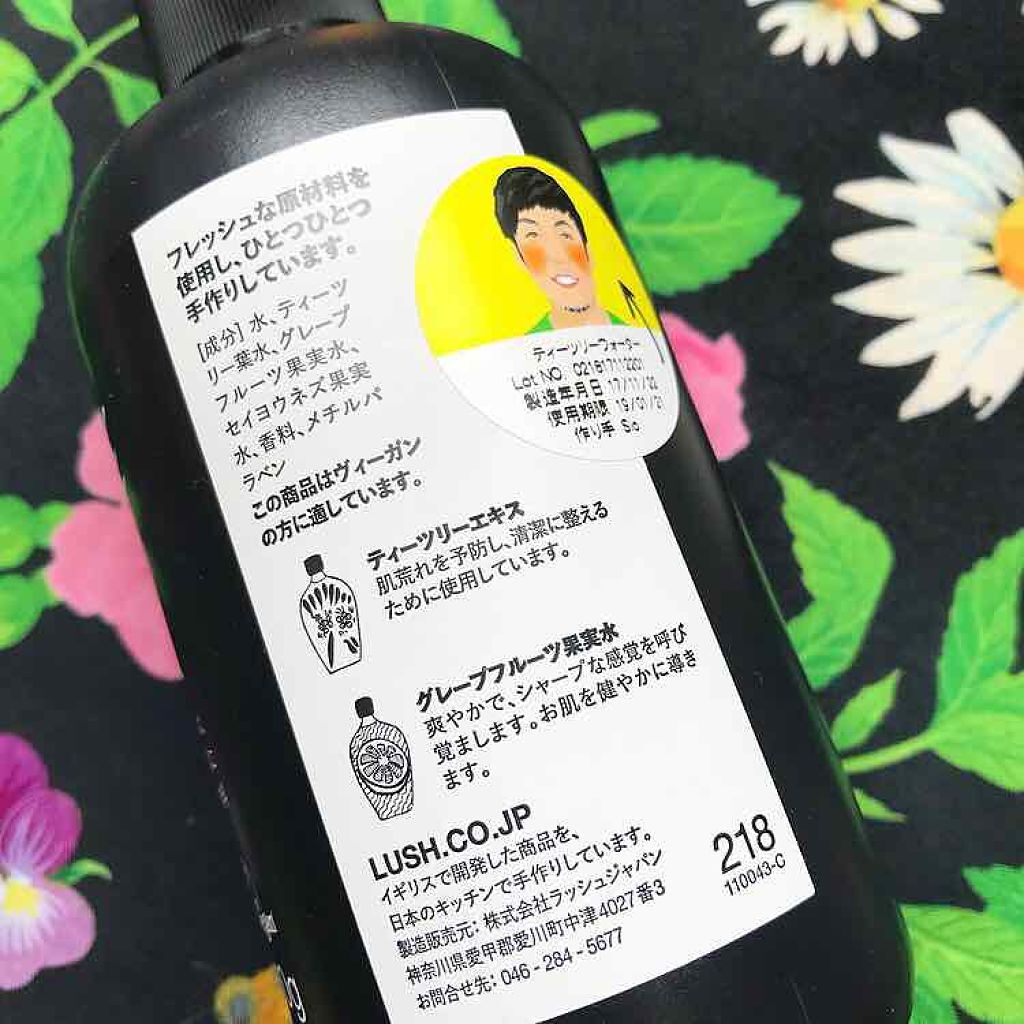 フレッシュな原材料を
使用し、ひとつひとつ
手作りしています。
[成分] 水、ティーツ
リー葉水、グレープ
フルーツ果実水、
セイヨウネズ果実
水、香料、メチルパ
ラベン
この商品はヴィーガン
の方に適しています。
ティーツリーウォーター
Lot NO. 021817112201
製造年月日 17/11/22
使用期限 19/01/21
作り手 S.o
ティーツリーエキス
肌荒れを予防し、清潔に整える
ために使用しています。
グレープフルーツ果実水
爽やかで、シャープな感覚を呼び
覚まします。お肌を健やかに導き
ます。
LUSH.CO.JP
イギリスで開発した商品を、
日本のキッチンで手作りしています。
製造販売元: 株式会社ラッシュジャパン
神奈川県愛甲郡愛川町中津4027番3
お問合せ先: 046 - 284 - 5677
218
110043-C